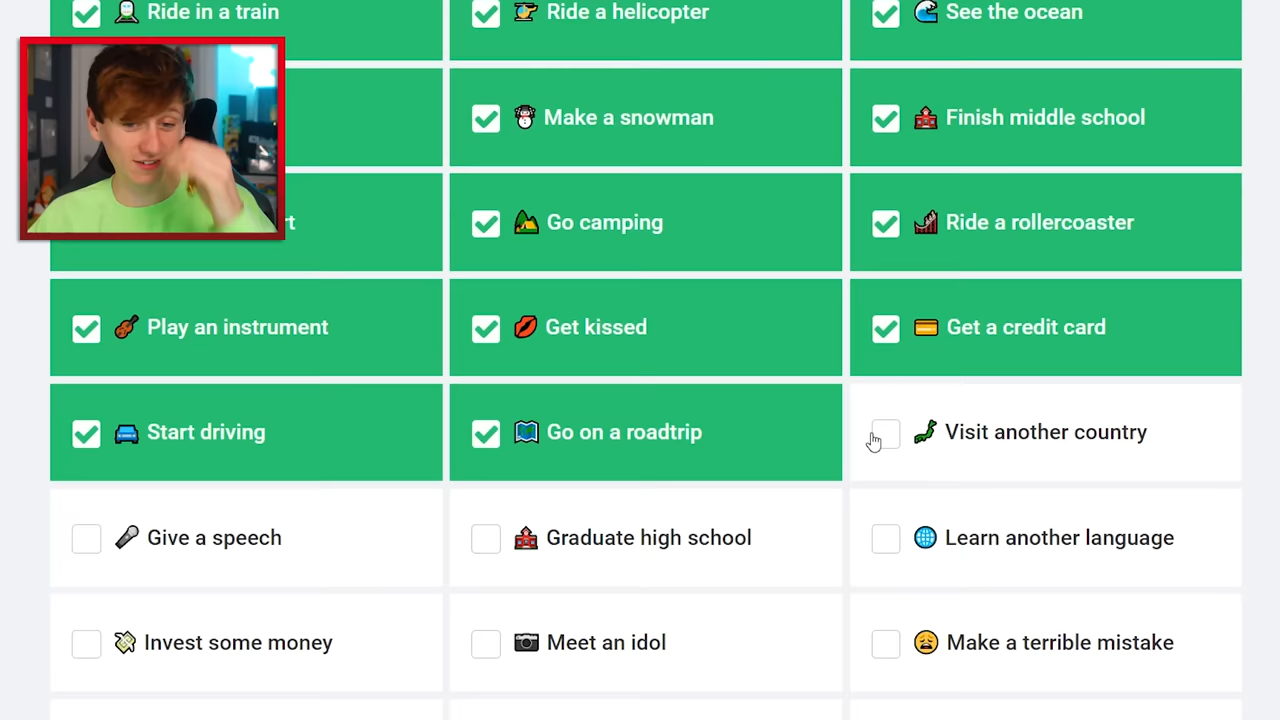 Ride in a train
Ride a helicopter
See the ocean
Make a snowman
Finish middle school
Go camping
Ride a rollercoaster
Play an instrument
Get kissed
Get a credit card
Start driving
Go on a roadtrip
Visit another country
Give a speech
Graduate high school
Learn another language
Invest some money
Meet an idol
Make a terrible mistake